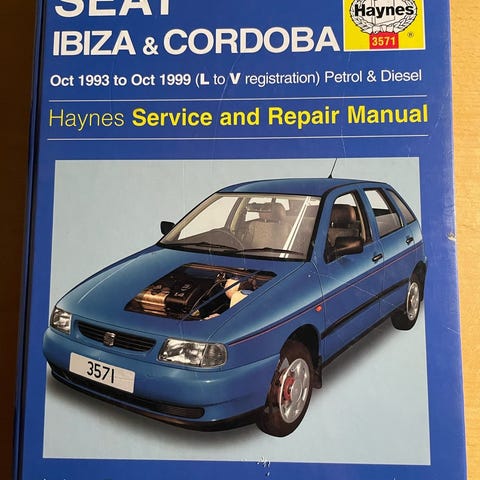 SEAT
IBIZA & CORDOBA
Haynes
3571
®
Oct 1993 to Oct 1999 (L to V registration) Petrol & Diesel
Haynes Service and Repair Manual
3571